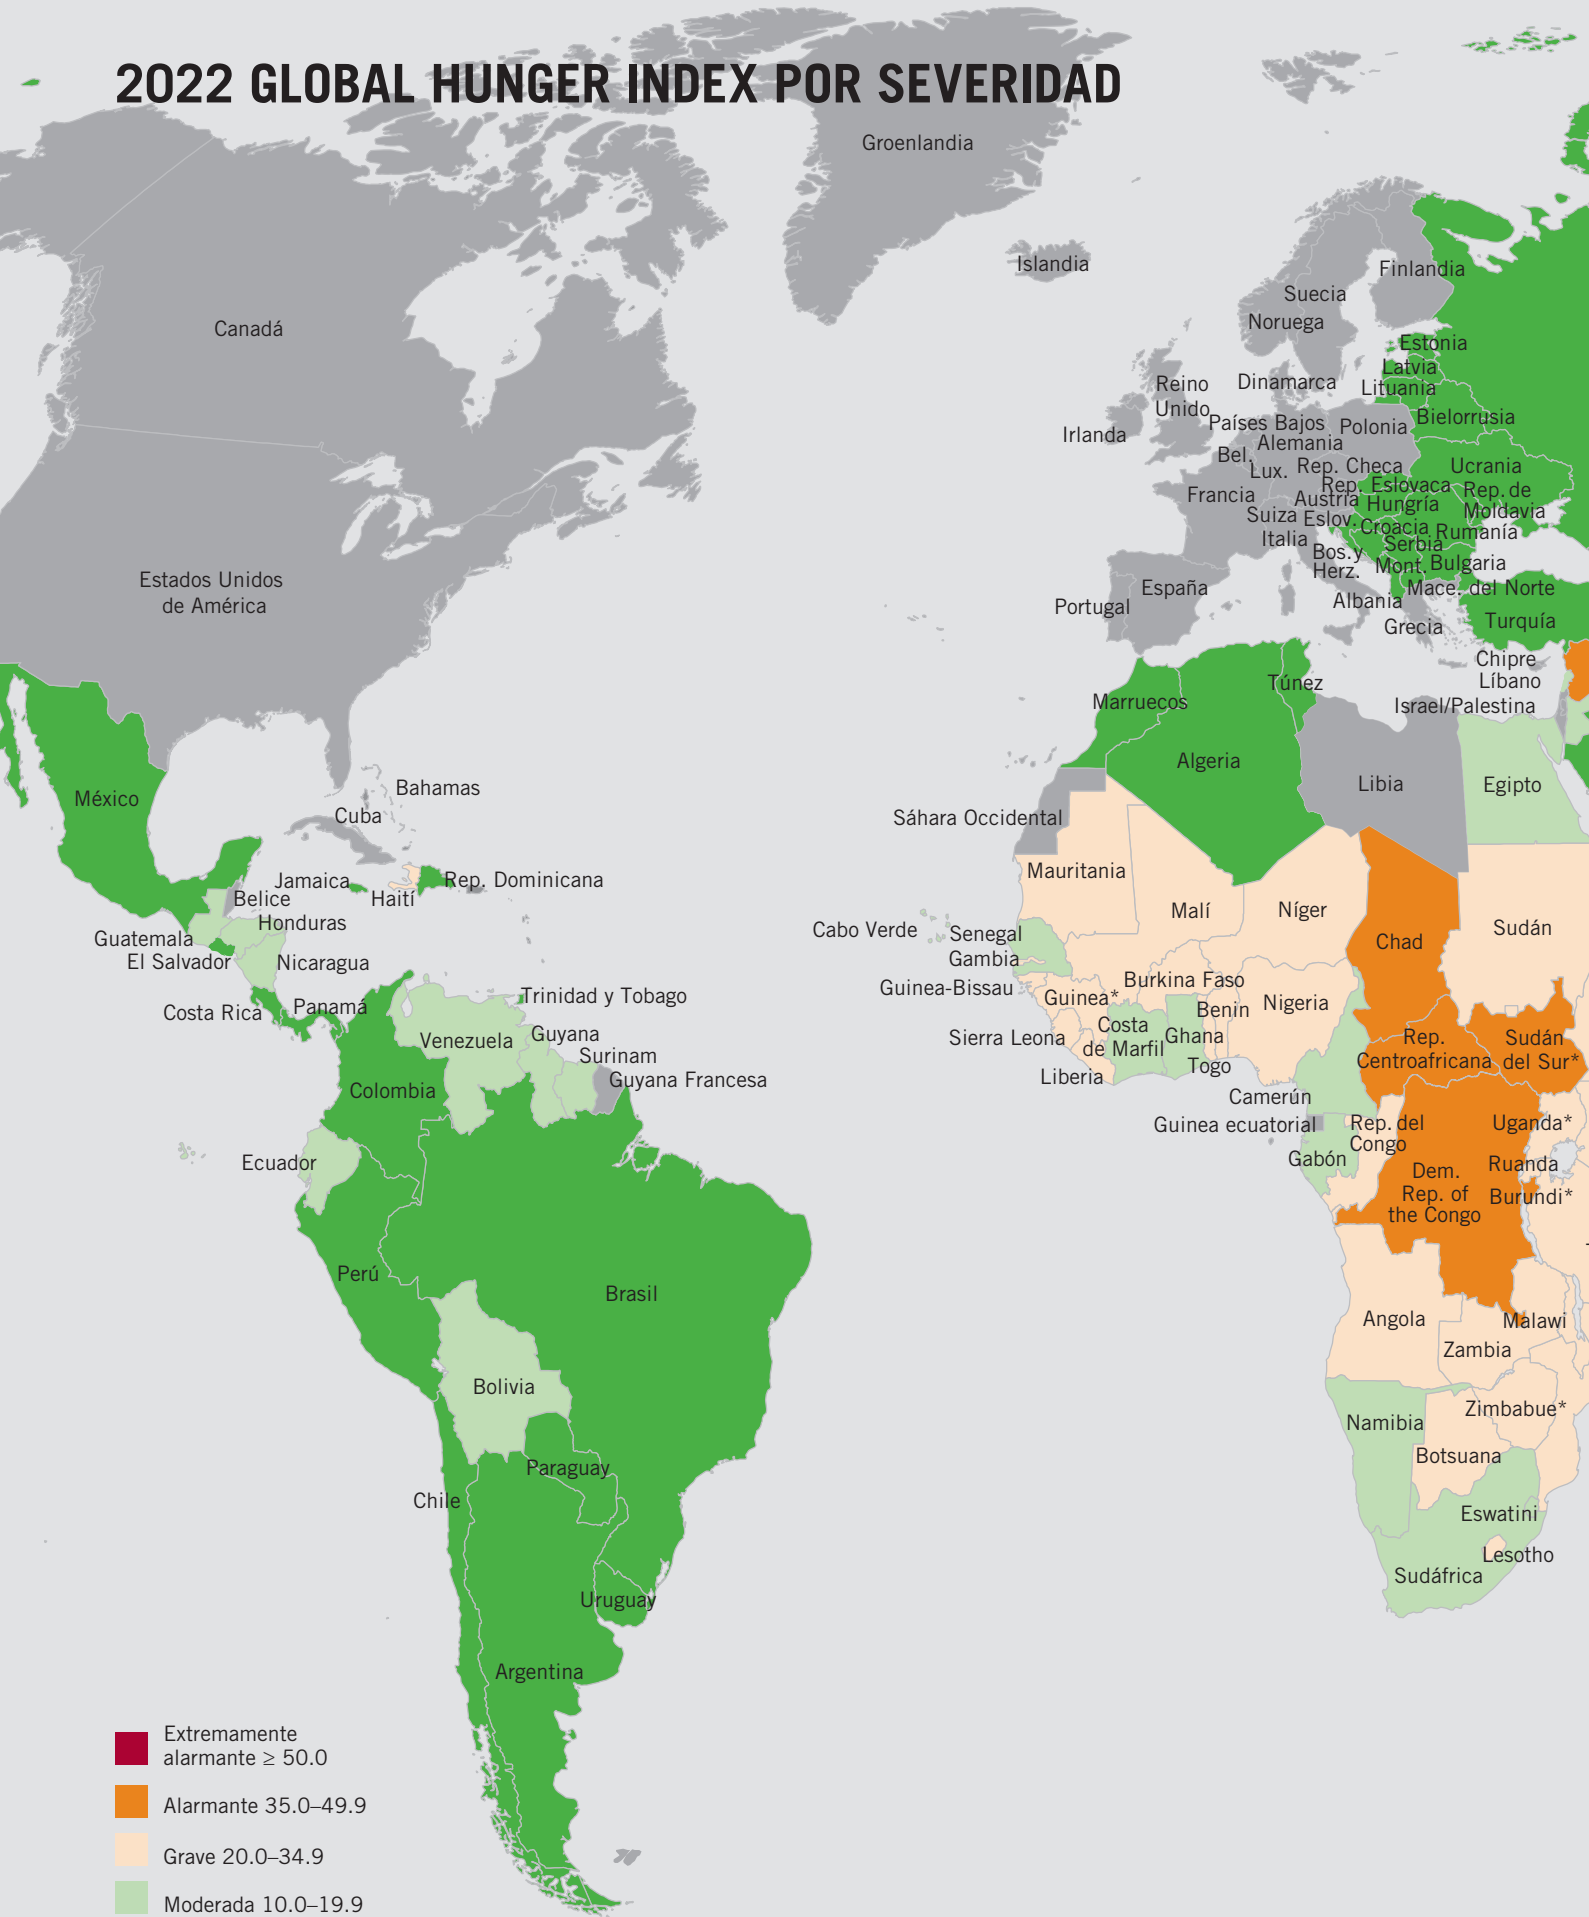 2022 GLOBAL HUNGER INDEX POR SEVERIDAD
Groenlandia
Islandia
Finlandia
Suecia
Noruega
Canadá
Estonia
Latvia
Lituania
Dinamarca
Reino
Unido
Irlanda
Países Bajos
Polonia
Bielorrusia
Alemania
Bel.
Lux.
Rep. Checa
Ucrania
Rep. Eslovaca
Francia
Austria
Hungría
Rep. de
Moldavia
Suiza
Eslov.
Croacia
Rumanía
Italia
Serbia
Bos. y
Herz.
Mont.
Bulgaria
Estados Unidos
de América
España
Mace. del Norte
Portugal
Albania
Grecia
Turquía
Chipre
Líbano
Israel/Palestina
Túnez
Marruecos
Algeria
Libia
Egipto
México
Bahamas
Cuba
Sáhara Occidental
Jamaica
Haití
Rep. Dominicana
Belice
Honduras
Guatemala
El Salvador
Nicaragua
Costa Rica
Panamá
Trinidad y Tobago
Mauritania
Malí
Níger
Chad
Sudán
Cabo Verde
Senegal
Gambia
Guinea-Bissau
Guinea*
Burkina Faso
Benin
Nigeria
Sierra Leona
Costa
de Marfil
Ghana
Togo
Liberia
Rep.
Centroafricana
Sudán
del Sur*
Venezuela
Guyana
Surinam
Guyana Francesa
Colombia
Camerún
Guinea ecuatorial
Rep. del
Congo
Uganda*
Gabón
Ruanda
Dem.
Rep. of
the Congo
Burundi*
Ecuador
Perú
Brasil
Angola
Malawi
Zambia
Bolivia
Namibia
Zimbabue*
Botsuana
Paraguay
Chile
Eswatini
Lesotho
Sudáfrica
Uruguay
Argentina
Extremamente
alarmante ≥ 50.0
Alarmante 35.0–49.9
Grave 20.0–34.9
Moderada 10.0–19.9